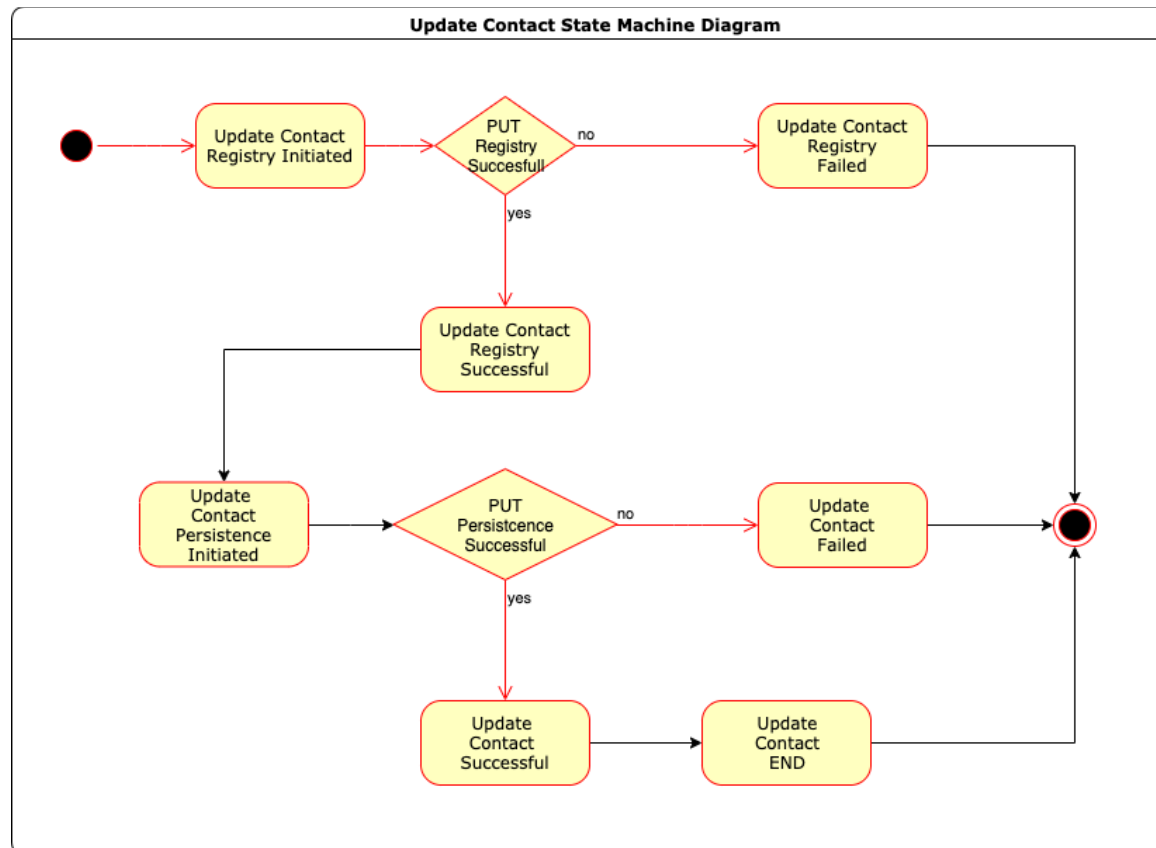 Update Contact State Machine Diagram
Update Contact
Registry Initiated
PUT
Registry
Succesfull
no
Update Contact
Registry
Failed
yes
Update Contact
Registry
Successful
Update
Contact
Persistence
Initiated
PUT
Persistcence
Successful
no
Update
Contact
Failed
yes
Update
Contact
Successful
Update
Contact
END